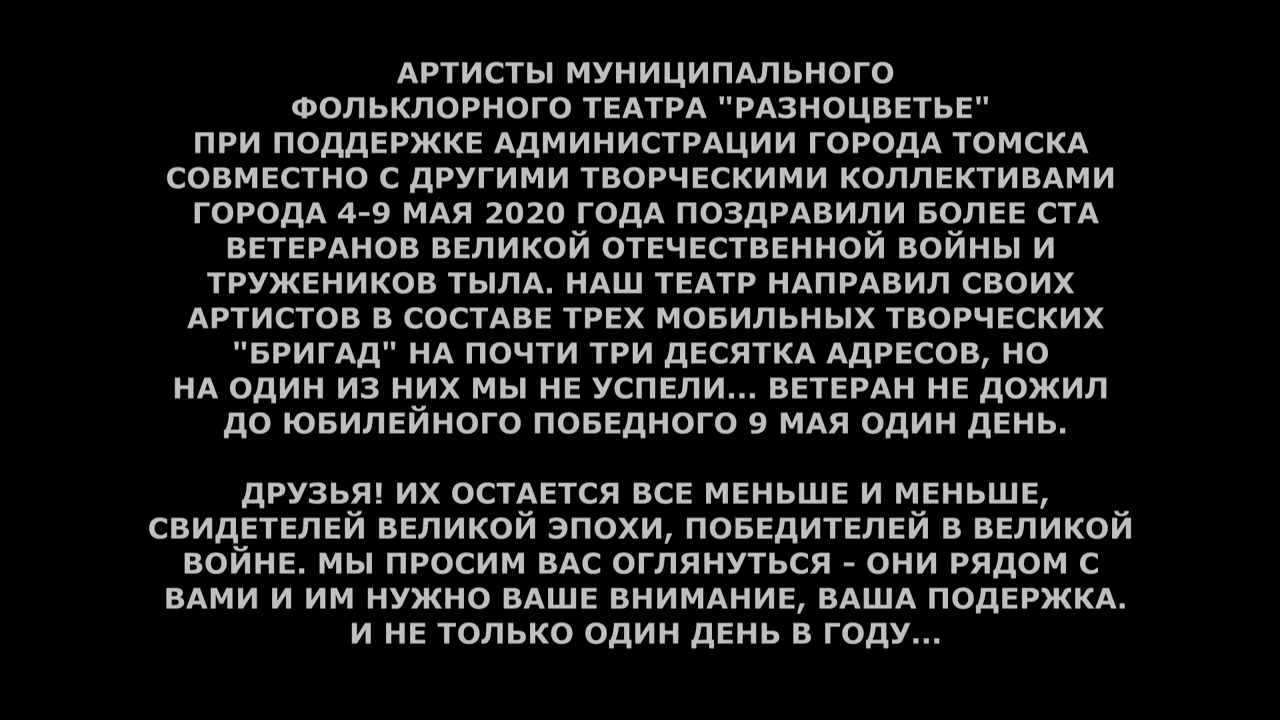 АРТИСТЫ МУНИЦИПАЛЬНОГО
ФОЛЬКЛОРНОГО ТЕАТРА "РАЗНОЦВЕТЬЕ"
ПРИ ПОДДЕРЖКЕ АДМИНИСТРАЦИИ ГОРОДА ТОМСКА
СОВМЕСТНО С ДРУГИМИ ТВОРЧЕСКИМИ КОЛЛЕКТИВАМИ
ГОРОДА 4-9 МАЯ 2020 ГОДА ПОЗДРАВИЛИ БОЛЕЕ СТА
ВЕТЕРАНОВ ВЕЛИКОЙ ОТЕЧЕСТВЕННОЙ ВОЙНЫ И
ТРУЖЕНИКОВ ТЫЛА. НАШ ТЕАТР НАПРАВИЛ СВОИХ
АРТИСТОВ В СОСТАВЕ ТРЕХ МОБИЛЬНЫХ ТВОРЧЕСКИХ
"БРИГАД" НА ПОЧТИ ТРИ ДЕСЯТКА АДРЕСОВ, НО
НА ОДИН ИЗ НИХ МЫ НЕ УСПЕЛИ... ВЕТЕРАН НЕ ДОЖИЛ
ДО ЮБИЛЕЙНОГО ПОБЕДНОГО 9 МАЯ ОДИН ДЕНЬ.
ДРУЗЬЯ! ИХ ОСТАЕТСЯ ВСЕ МЕНЬШЕ И МЕНЬШЕ,
СВИДЕТЕЛЕЙ ВЕЛИКОЙ ЭПОХИ, ПОБЕДИТЕЛЕЙ В ВЕЛИКОЙ
ВОЙНЕ. МЫ ПРОСИМ ВАС ОГЛЯНУТЬСЯ - ОНИ РЯДОМ С
ВАМИ И ИМ НУЖНО ВАШЕ ВНИМАНИЕ, ВАША ПОДЕРЖКА.
И НЕ ТОЛЬКО ОДИН ДЕНЬ В ГОДУ...